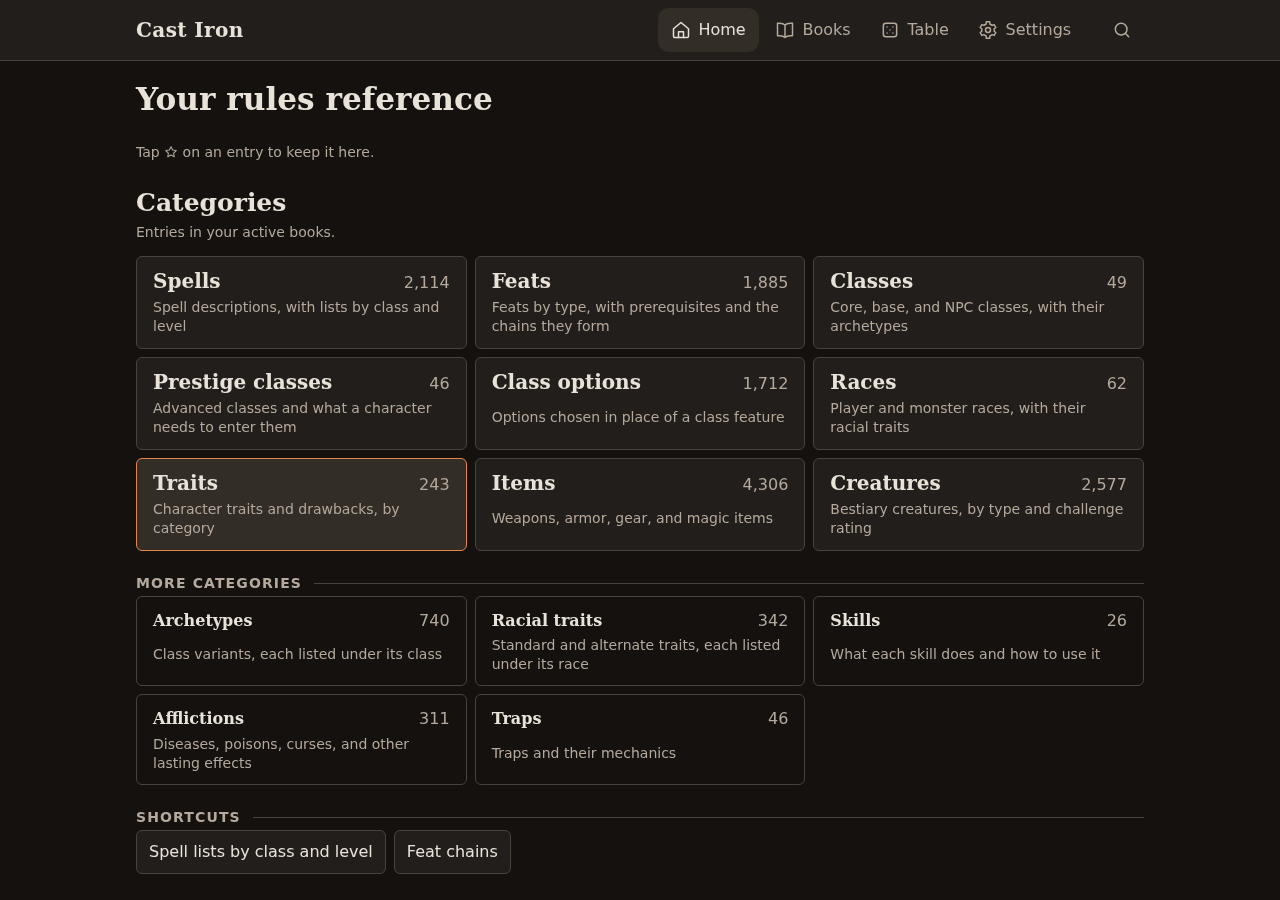 Cast Iron
Home
Books
Table
Settings
Your rules reference
Tap ☆ on an entry to keep it here.
Categories
Entries in your active books.
Spells 2,114
Spell descriptions, with lists by class and
level
Feats 1,885
Feats by type, with prerequisites and the
chains they form
Classes 49
Core, base, and NPC classes, with their
archetypes
Prestige classes 46
Advanced classes and what a character
needs to enter them
Class options 1,712
Options chosen in place of a class feature
Races 62
Player and monster races, with their
racial traits
Traits 243
Character traits and drawbacks, by
category
Items 4,306
Weapons, armor, gear, and magic items
Creatures 2,577
Bestiary creatures, by type and challenge
rating
MORE CATEGORIES
Archetypes 740
Class variants, each listed under its class
Racial traits 342
Standard and alternate traits, each listed
under its race
Skills 26
What each skill does and how to use it
Afflictions 311
Diseases, poisons, curses, and other
lasting effects
Traps 46
Traps and their mechanics
SHORTCUTS
Spell lists by class and level
Feat chains